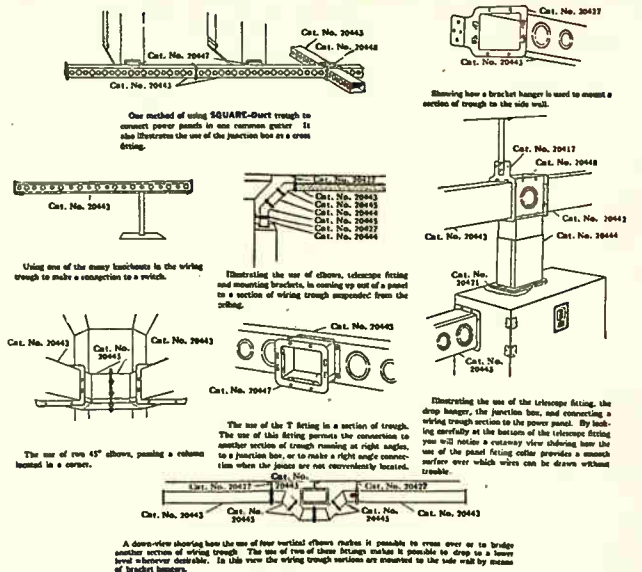 Cat. No. 20443
Cat. No. 20447
Cat. No. 20448
Cat. No. 20443
One method of using SQUARE-Duct trough to
connect power panels in one common gutter. It
also illustrates the use of the junction box as a cross
fitting.
Cat. No. 20427
Cat. No. 20443
Showing how a bracket hanger is used to mount a
section of trough to the side wall.
Cat. No. 20443
Using one of the many knockouts in the wiring
trough to make a connection to a switch.
Cat. No. 20427
Cat. No. 20443
Cat. No. 20445
Cat. No. 20444
Cat. No. 20445
Cat. No. 20427
Cat. No. 20444
Illustrating the use of elbows, telescope fitting
and mounting brackets, in coming up out of a panel
to a section of wiring trough suspended from the
ceiling.
Cat. No. 20417
Cat. No. 20448
Cat. No. 20443
Cat. No. 20443
Cat. No. 20444
Cat. No.
20421
Cat. No.
20443
Illustrating the use of the telescope fitting, the
drop hanger, the junction box, and connecting a
wiring trough section to the power panel. By look-
ing carefully at the bottom of the telescope fitting
you will notice a cutaway view showing how the
use of the panel fitting collar provides a smooth
surface over which wires can be drawn without
trouble.
Cat. No. 20443
Cat. No.
20445
Cat. No. 20443
The use of two 45° elbows, passing a column
located in a corner.
Cat. No. 20443
Cat. No. 20447
The use of the T fitting in a section of trough.
The use of this fitting permits the connection to
another section of trough running at right angles,
to a junction box, or to make a right angle connec-
tion when the joints are not conveniently located.
Cat. No. 20427
Cat. No.
20443
Cat. No. 20427
Cat. No. 20443
Cat. No.
20445
Cat. No.
20445
Cat. No. 20443
A down-view showing how the use of four vertical elbows makes it possible to cross over or to bridge
another section of wiring trough. The use of two of these fittings makes it possible to drop to a lower
level whenever desirable. In this view the wiring trough sections are mounted to the side wall by means
of bracket hangers.